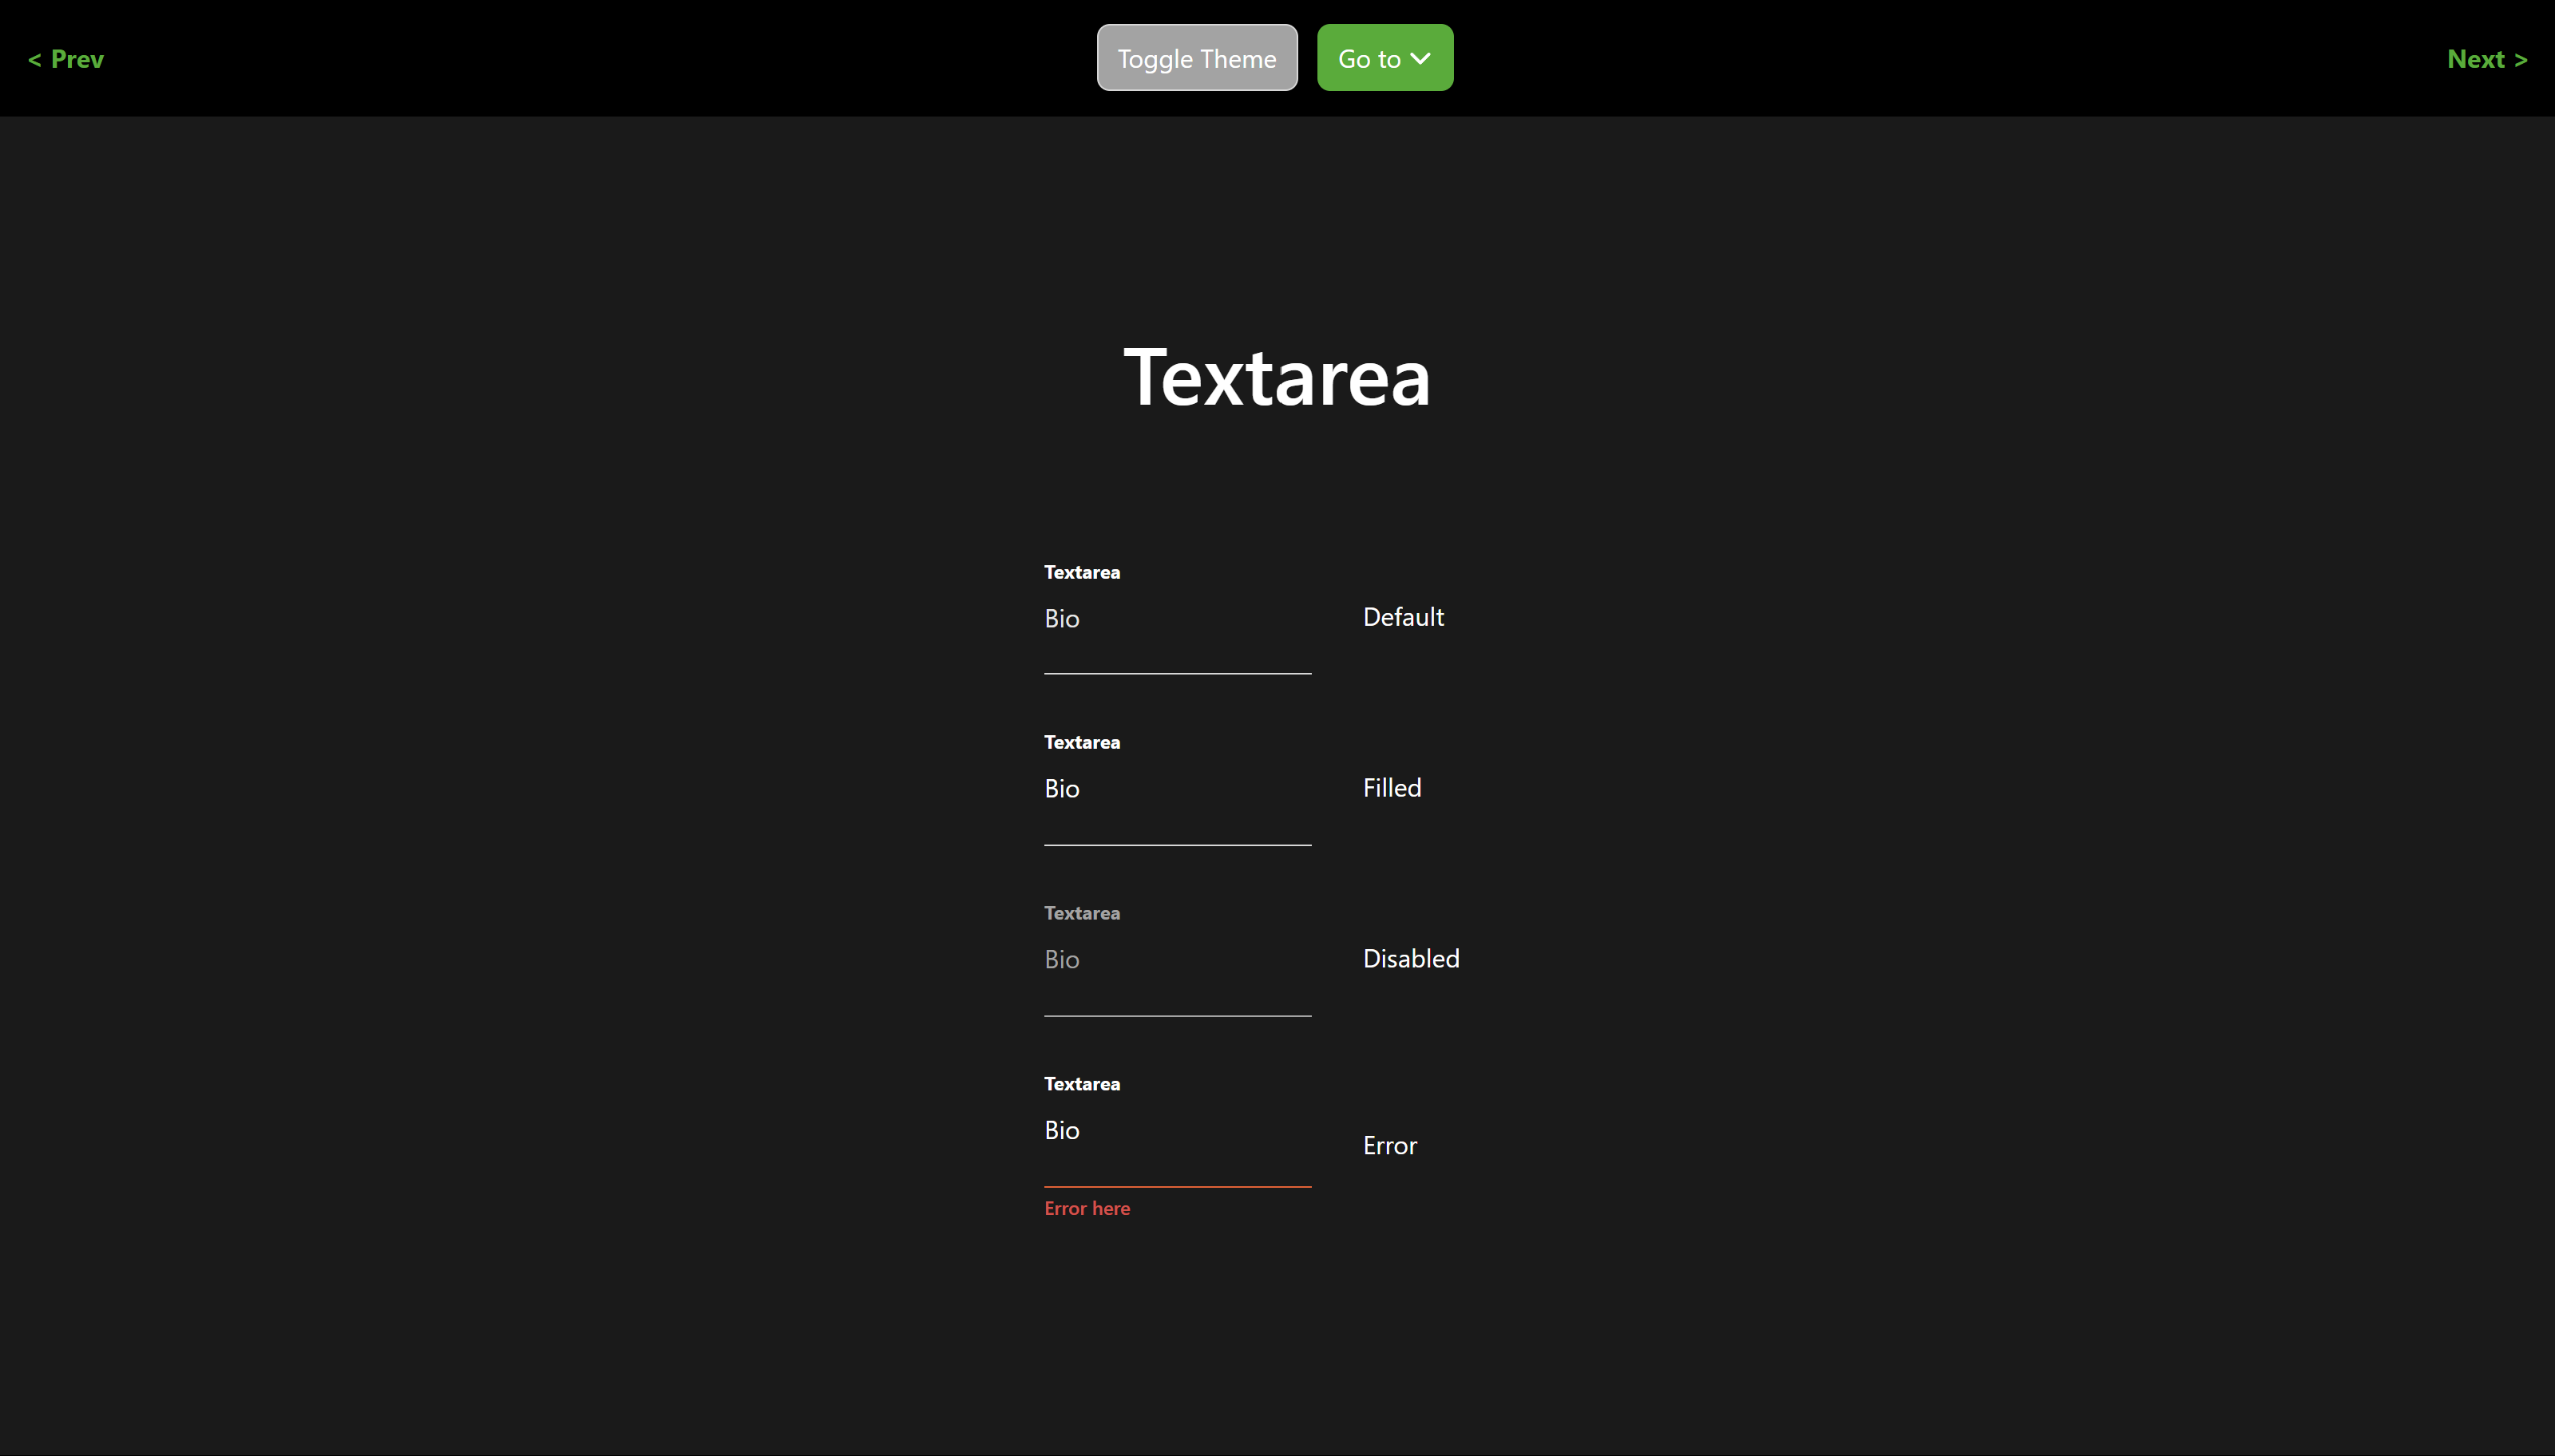 < Prev
Toggle Theme
Go to
Next >
Textarea
Textarea
Bio
Default
Textarea
Bio
Filled
Textarea
Bio
Disabled
Textarea
Bio
Error
Error here